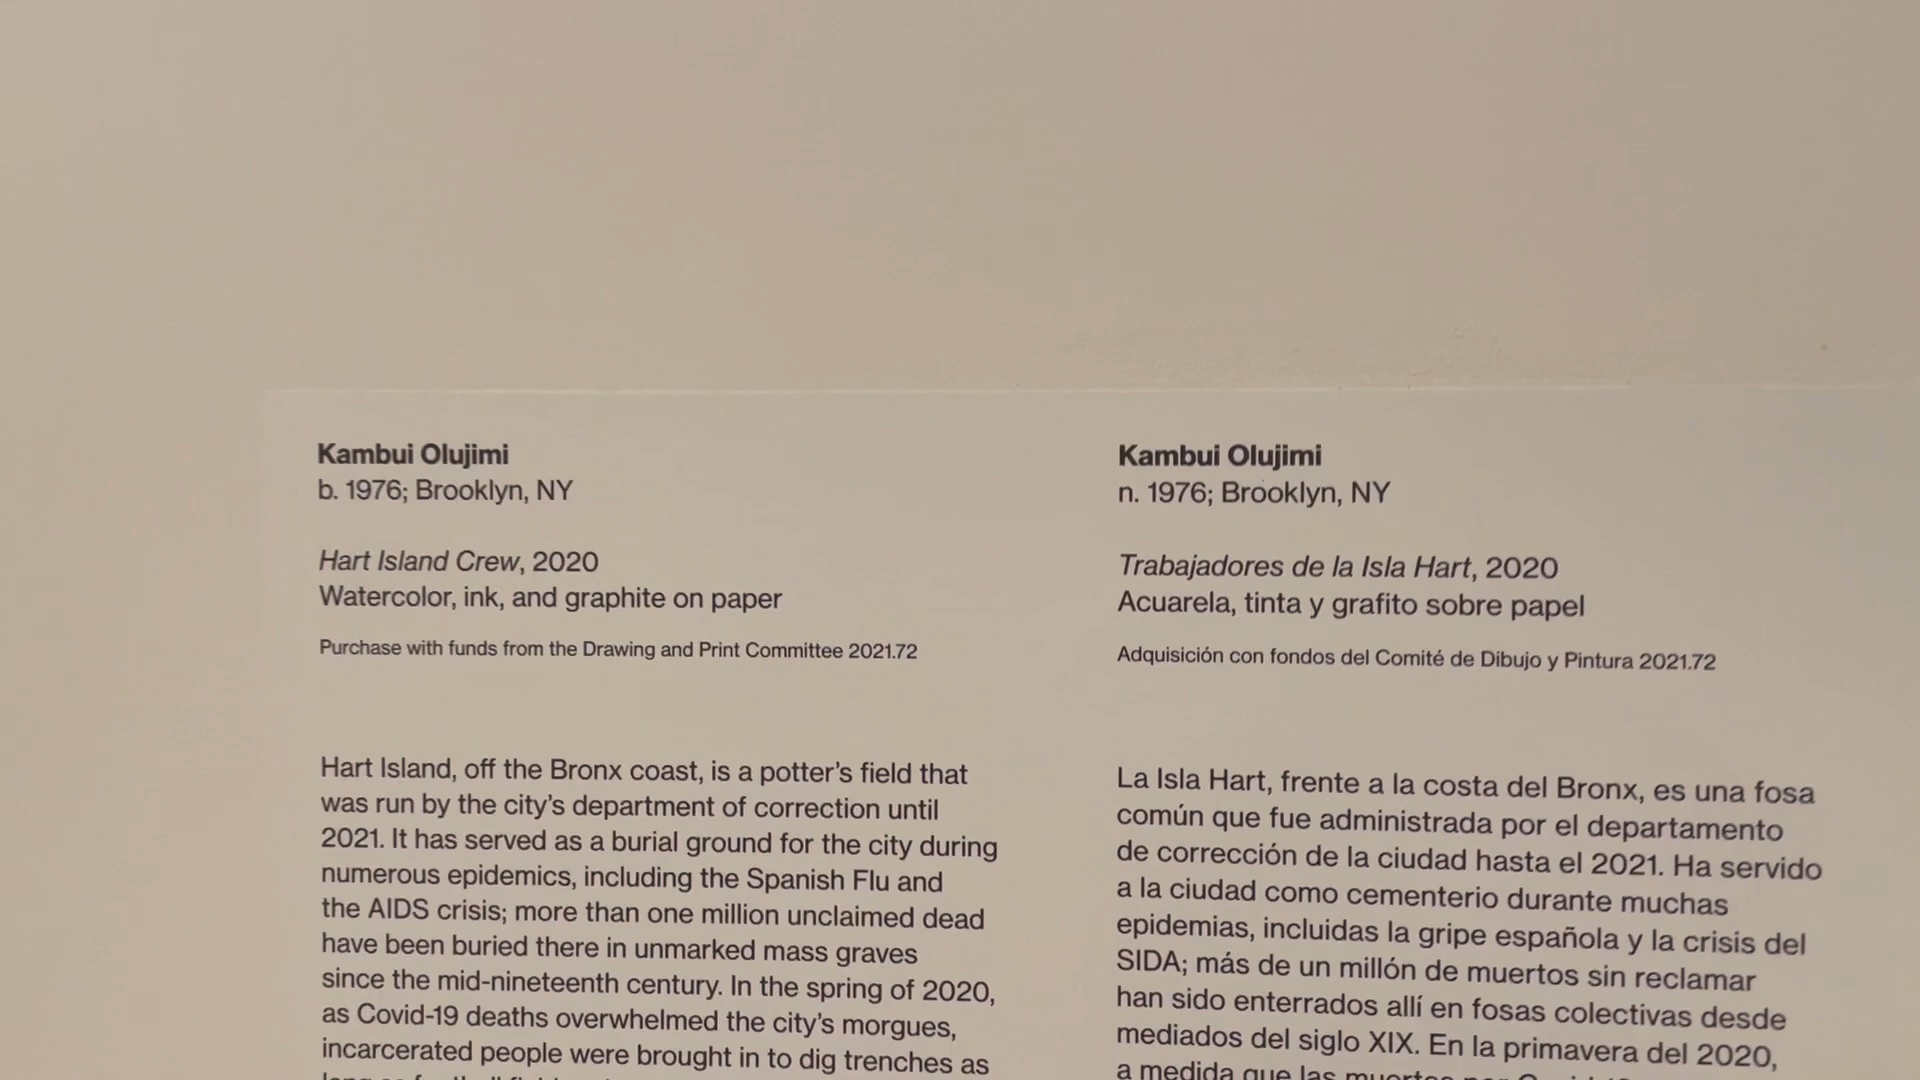 Kambui Olujimi
b. 1976; Brooklyn, NY
Hart Island Crew, 2020
Watercolor, ink, and graphite on paper
Purchase with funds from the Drawing and Print Committee 2021.72
Hart Island, off the Bronx coast, is a potter's field that
was run by the city's department of correction until
2021. It has served as a burial ground for the city during
numerous epidemics, including the Spanish Flu and
the AIDS crisis; more than one million unclaimed dead
have been buried there in unmarked mass graves
since the mid-nineteenth century. In the spring of 2020,
as Covid-19 deaths overwhelmed the city's morgues,
incarcerated people were brought in to dig trenches as
Kambui Olujimi
n. 1976; Brooklyn, NY
Trabajadores de la Isla Hart, 2020
Acuarela, tinta y grafito sobre papel
Adquisición con fondos del Comité de Dibujo y Pintura 2021.72
La Isla Hart, frente a la costa del Bronx, es una fosa
común que fue administrada por el departamento
de corrección de la ciudad hasta el 2021. Ha servido
a la ciudad como cementerio durante muchas
epidemias, incluidas la gripe española y la crisis del
SIDA; más de un millón de muertos sin reclamar
han sido enterrados allí en fosas colectivas desde
mediados del siglo XIX. En la primavera del 2020,
a medida que las muertes